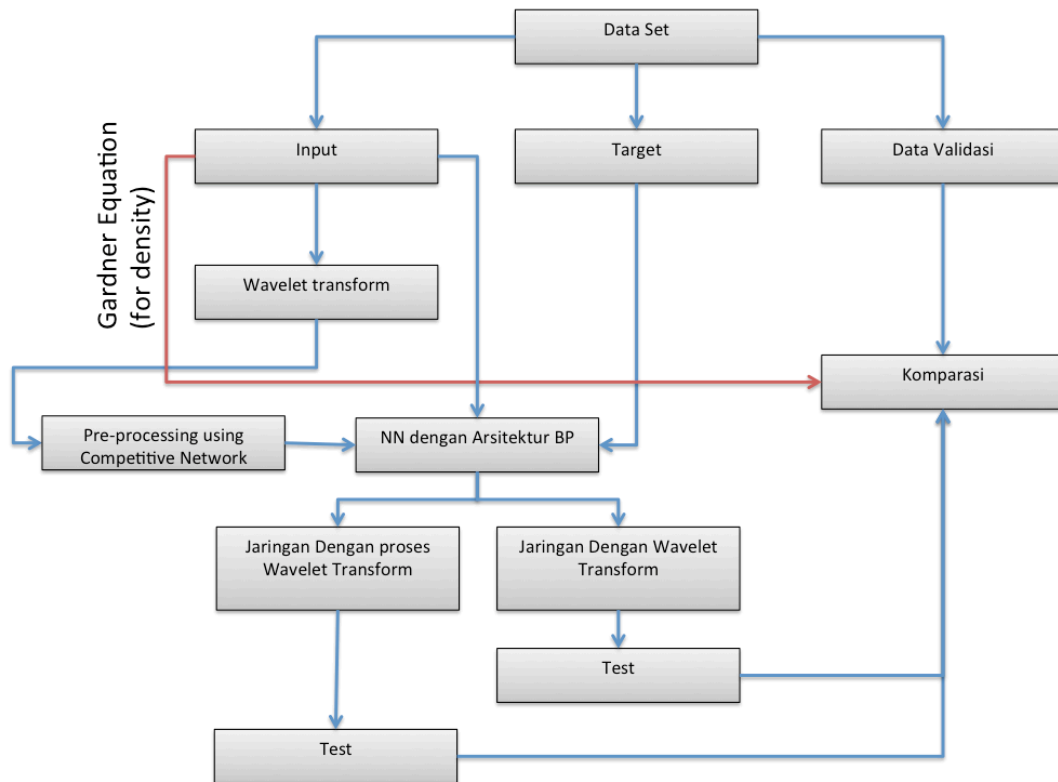 Data Set
Input
Target
Data Validasi
Gardner Equation
(for density)
Wavelet transform
Komparasi
Pre-processing using
Competitive Network
NN dengan Arsitektur BP
Jaringan Dengan proses
Wavelet Transform
Jaringan Dengan Wavelet
Transform
Test
Test